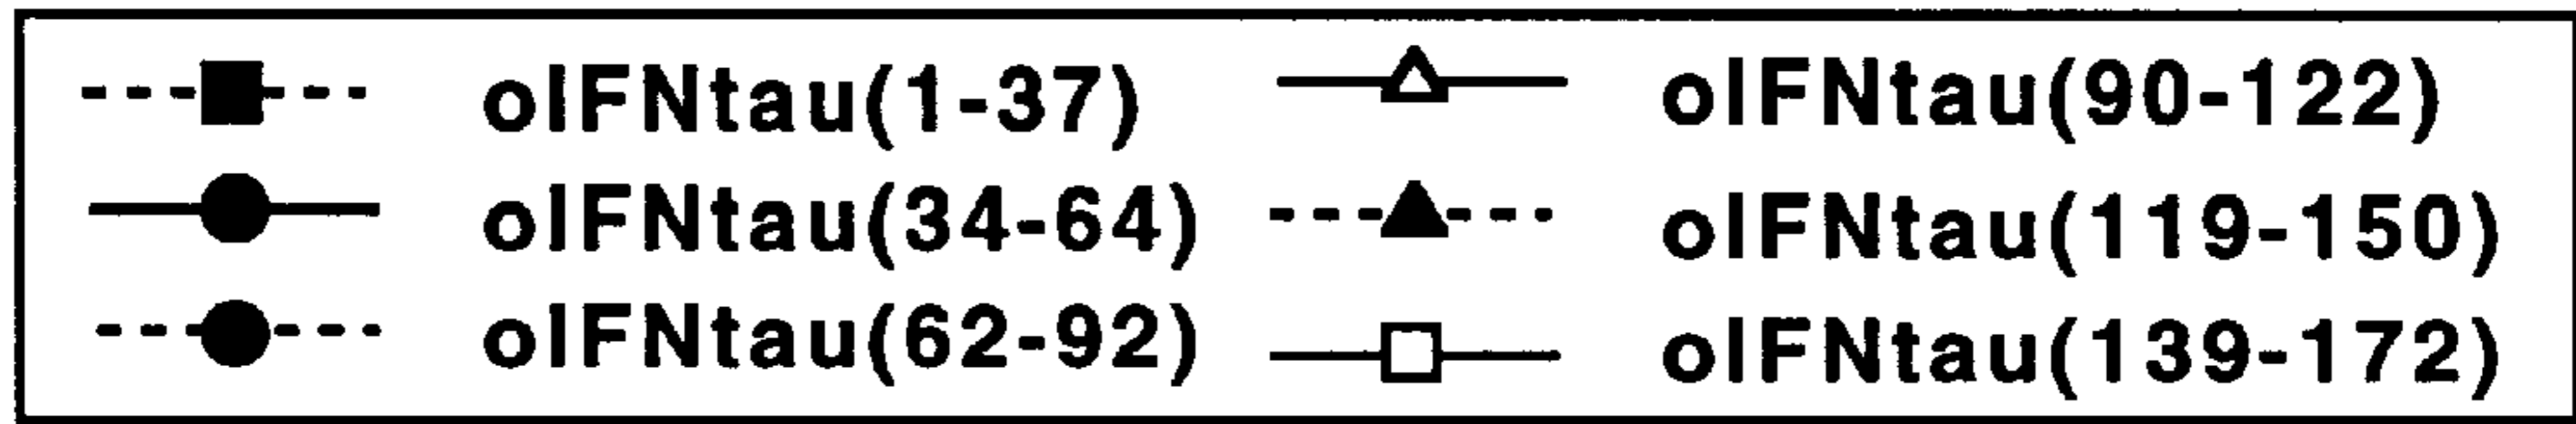 oIFNtau(1-37)
oIFNtau(34-64)
oIFNtau(62-92)
oIFNtau(90-122)
oIFNtau(119-150)
oIFNtau(139-172)